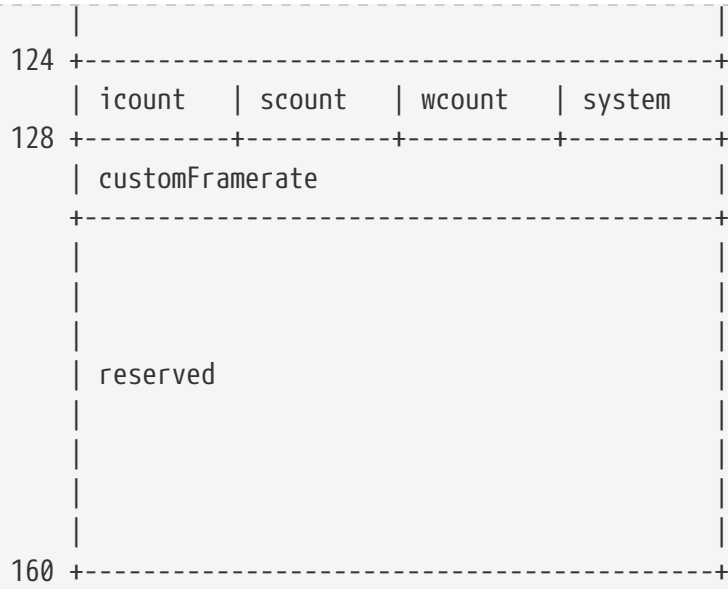 124
icount scount wcount system
128
customFramerate
reserved
160